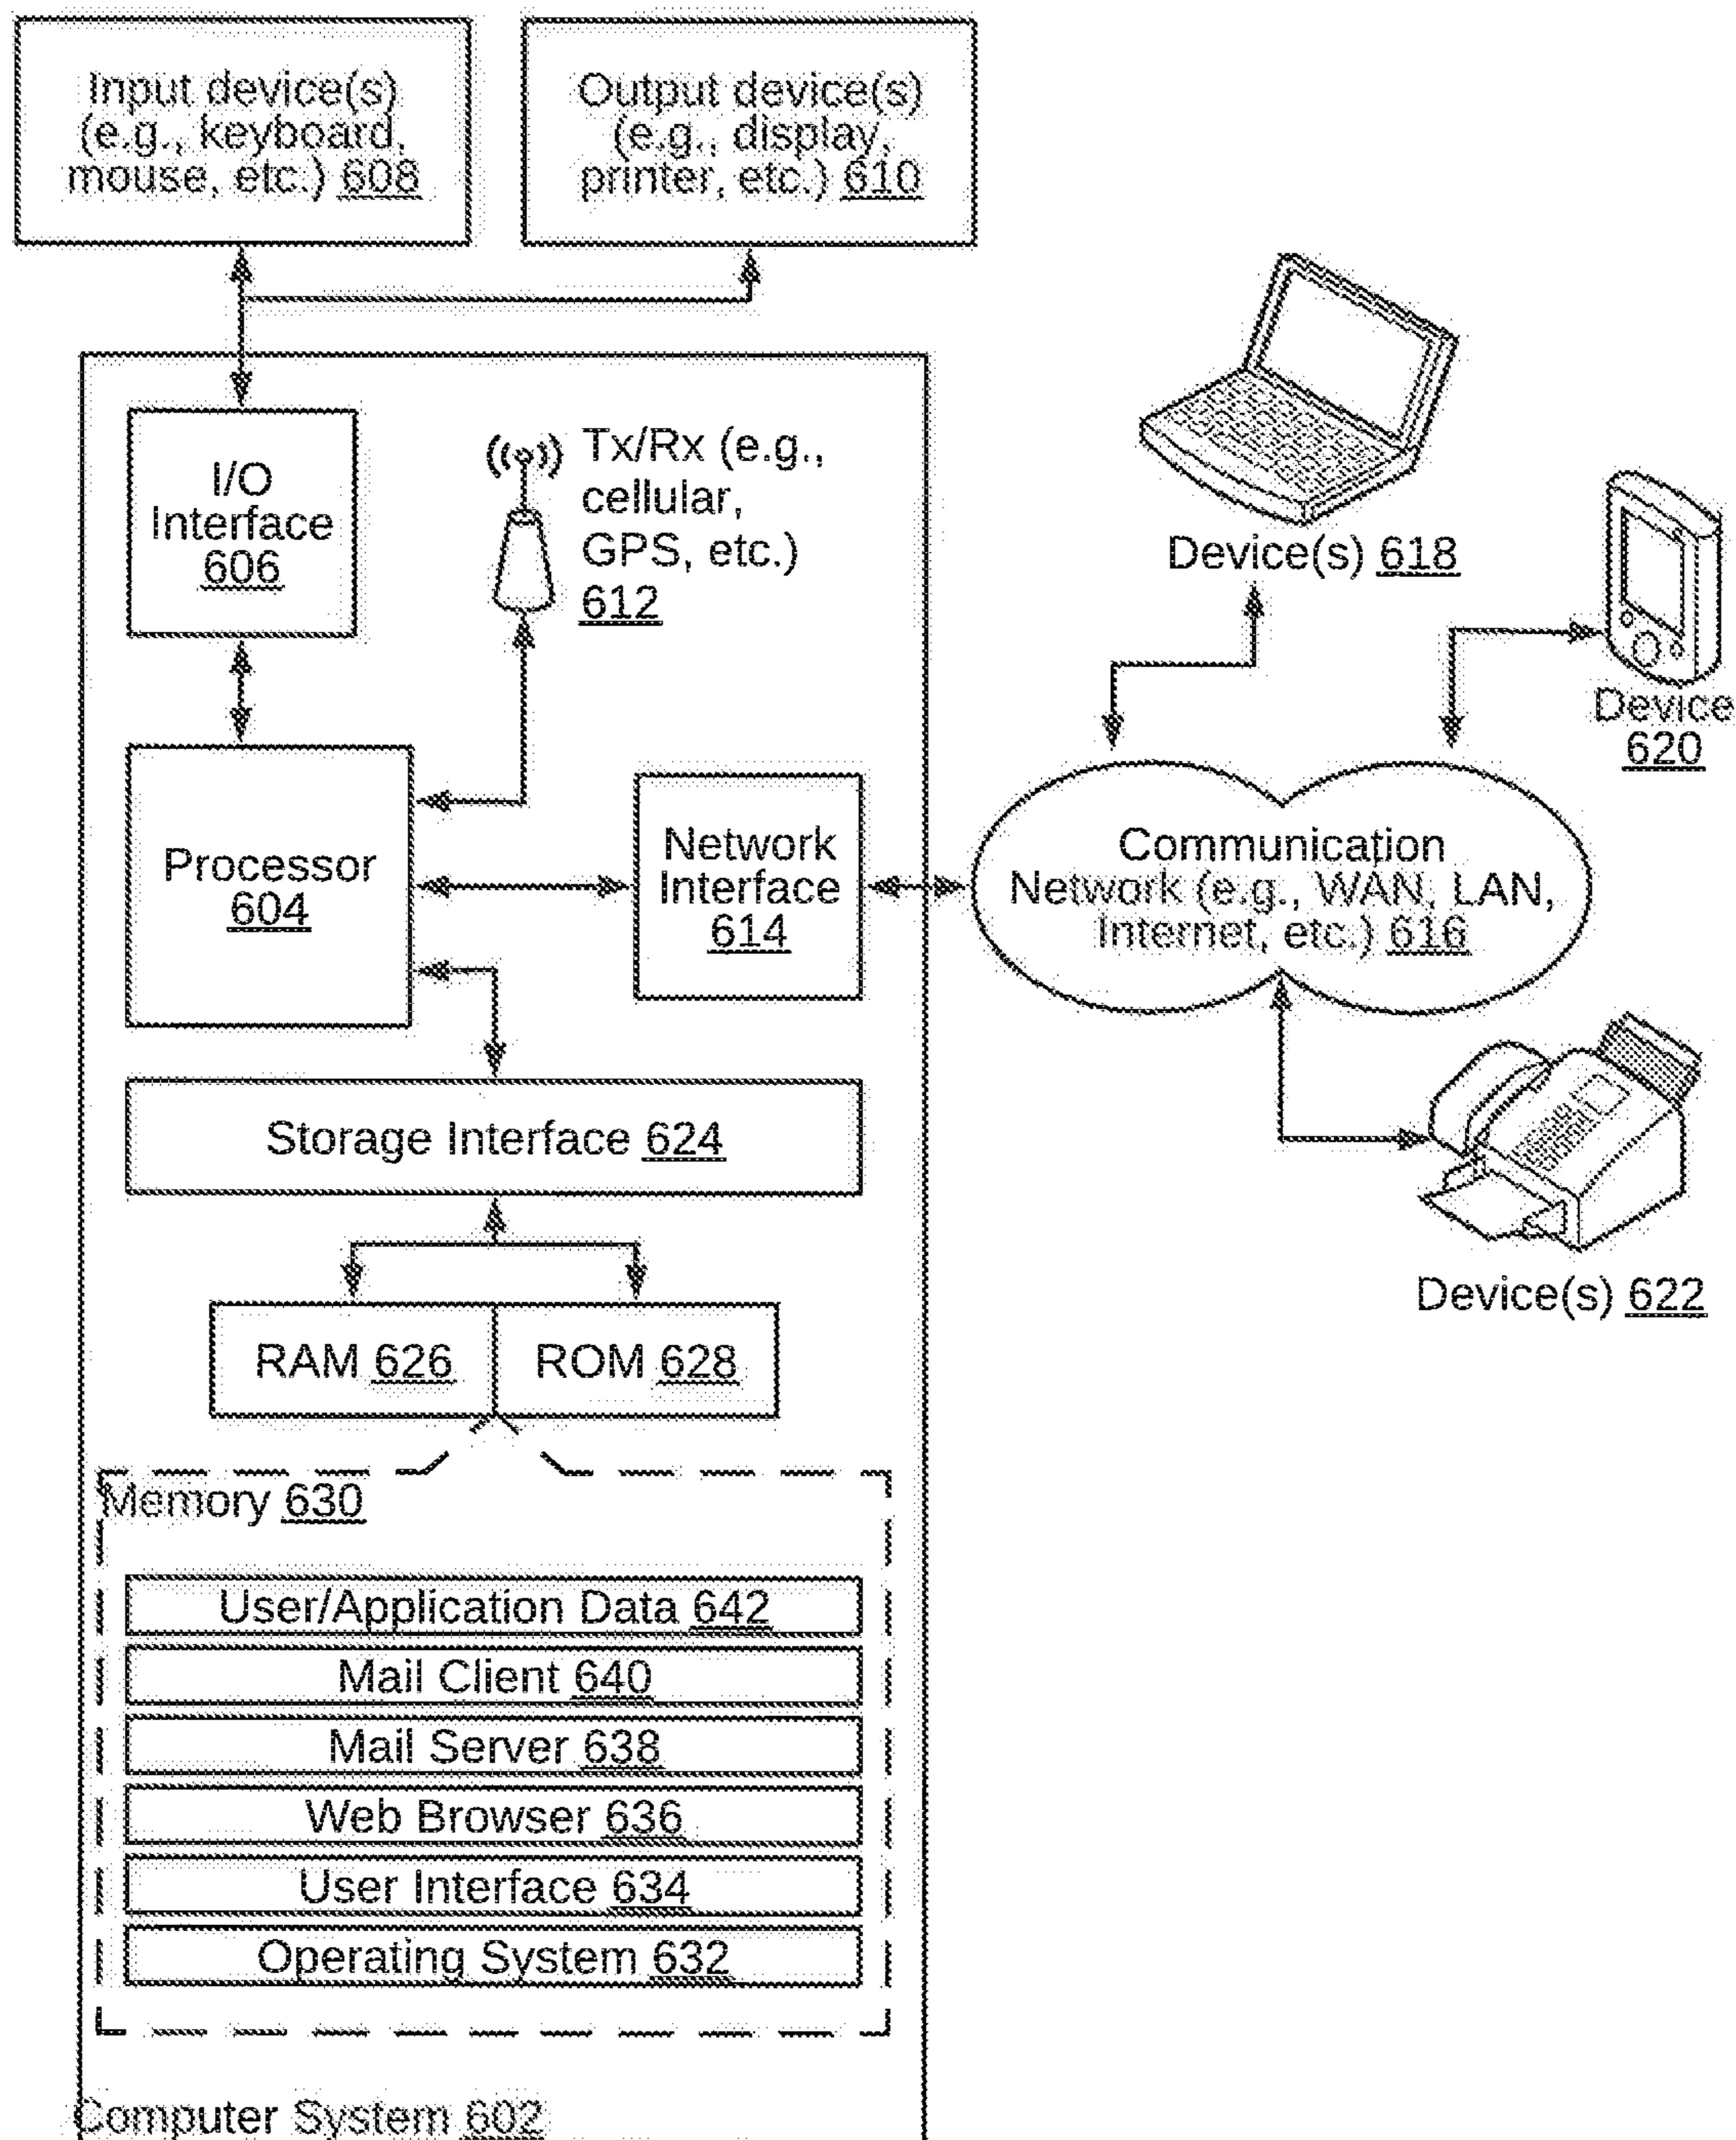 Input device(s)
(e.g., keyboard,
mouse, etc.) 608
Output device(s)
(e.g., display,
printer, etc.) 610
I/O
Interface
606
Tx/Rx (e.g.,
cellular,
GPS, etc.)
612
Device(s) 618
Device
620
Processor
604
Network
Interface
614
Communication
Network (e.g., WAN, LAN,
Internet, etc.) 616
Storage Interface 624
Device(s) 622
RAM 626
ROM 628
Memory 630
User/Application Data 642
Mail Client 640
Mail Server 638
Web Browser 636
User Interface 634
Operating System 632
Computer System 602